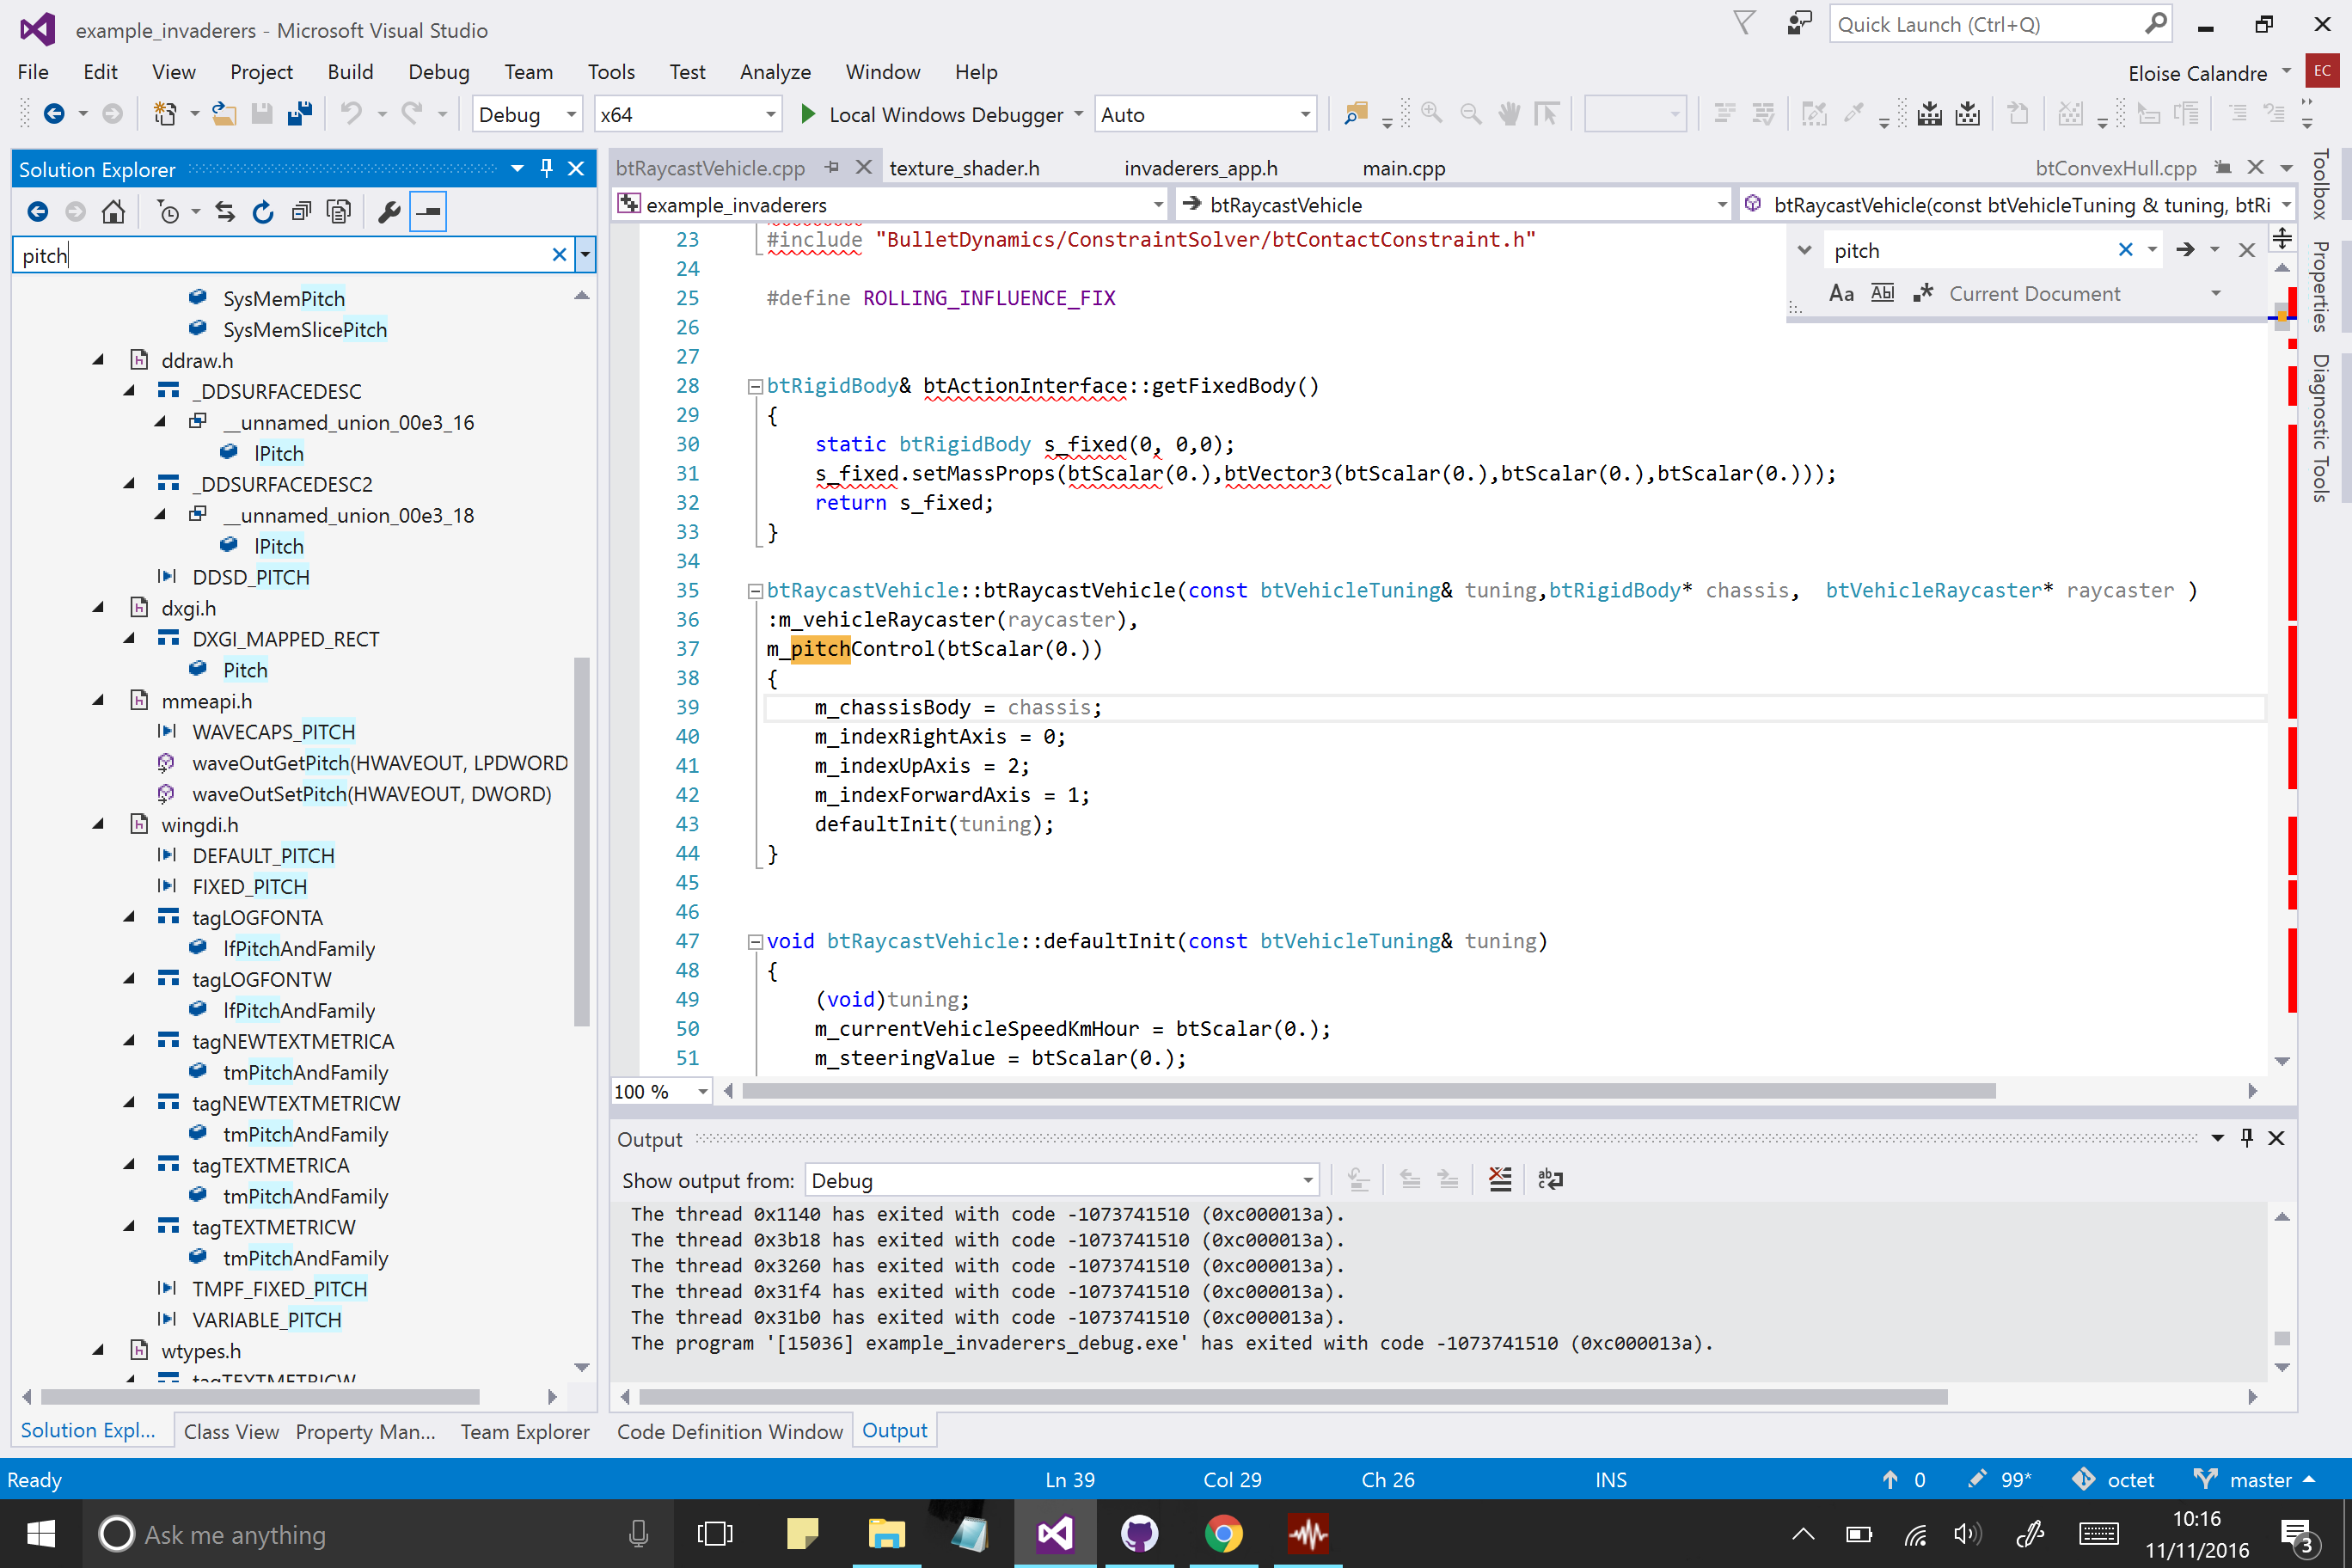 example_invaderers - Microsoft Visual Studio
Quick Launch (Ctrl+Q)
File Edit View Project Build Debug Team Tools Test Analyze Window Help
Eloise Calandre EC
Debug x64 Local Windows Debugger Auto
Solution Explorer
pitch
SysMemPitch
SysMemSlicePitch
ddraw.h
_DDSURFACEDESC
__unnamed_union_00e3_16
lPitch
_DDSURFACEDESC2
__unnamed_union_00e3_18
lPitch
DDSD_PITCH
dxgi.h
DXGI_MAPPED_RECT
Pitch
mmeapi.h
WAVECAPS_PITCH
waveOutGetPitch(HWAVEOUT, LPDWORD
waveOutSetPitch(HWAVEOUT, DWORD)
wingdi.h
DEFAULT_PITCH
FIXED_PITCH
tagLOGFONTA
lfPitchAndFamily
tagLOGFONTW
lfPitchAndFamily
tagNEWTEXTMETRICA
tmPitchAndFamily
tagNEWTEXTMETRICW
tmPitchAndFamily
tagTEXTMETRICA
tmPitchAndFamily
tagTEXTMETRICW
tmPitchAndFamily
TMPF_FIXED_PITCH
VARIABLE_PITCH
wtypes.h
tagTEXTMETRICW
Solution Expl... Class View Property Man... Team Explorer
btRaycastVehicle.cpp texture_shader.h invaderers_app.h main.cpp btConvexHull.cpp
example_invaderers btRaycastVehicle btRaycastVehicle(const btVehicleTuning & tuning, btRi
pitch
Aa Abl .* Current Document
23 #include "BulletDynamics/ConstraintSolver/btContactConstraint.h"
24
25 #define ROLLING_INFLUENCE_FIX
26
27
28 btRigidBody& btActionInterface::getFixedBody()
29 {
30 static btRigidBody s_fixed(0, 0,0);
31 s_fixed.setMassProps(btScalar(0.),btVector3(btScalar(0.),btScalar(0.),btScalar(0.)));
32 return s_fixed;
33 }
34
35 btRaycastVehicle::btRaycastVehicle(const btVehicleTuning& tuning,btRigidBody* chassis, btVehicleRaycaster* raycaster )
36 :m_vehicleRaycaster(raycaster),
37 m_pitchControl(btScalar(0.))
38 {
39 m_chassisBody = chassis;
40 m_indexRightAxis = 0;
41 m_indexUpAxis = 2;
42 m_indexForwardAxis = 1;
43 defaultInit(tuning);
44 }
45
46
47 void btRaycastVehicle::defaultInit(const btVehicleTuning& tuning)
48 {
49 (void)tuning;
50 m_currentVehicleSpeedKmHour = btScalar(0.);
51 m_steeringValue = btScalar(0.);
100 %
Toolbox
Properties
Diagnostic Tools
Output
Show output from: Debug
The thread 0x1140 has exited with code -1073741510 (0xc000013a).
The thread 0x3b18 has exited with code -1073741510 (0xc000013a).
The thread 0x3260 has exited with code -1073741510 (0xc000013a).
The thread 0x31f4 has exited with code -1073741510 (0xc000013a).
The thread 0x31b0 has exited with code -1073741510 (0xc000013a).
The program '[15036] example_invaderers_debug.exe' has exited with code -1073741510 (0xc000013a).
Code Definition Window Output
Ready Ln 39 Col 29 Ch 26 INS 0 99* octet master
Ask me anything
10:16
11/11/2016
3